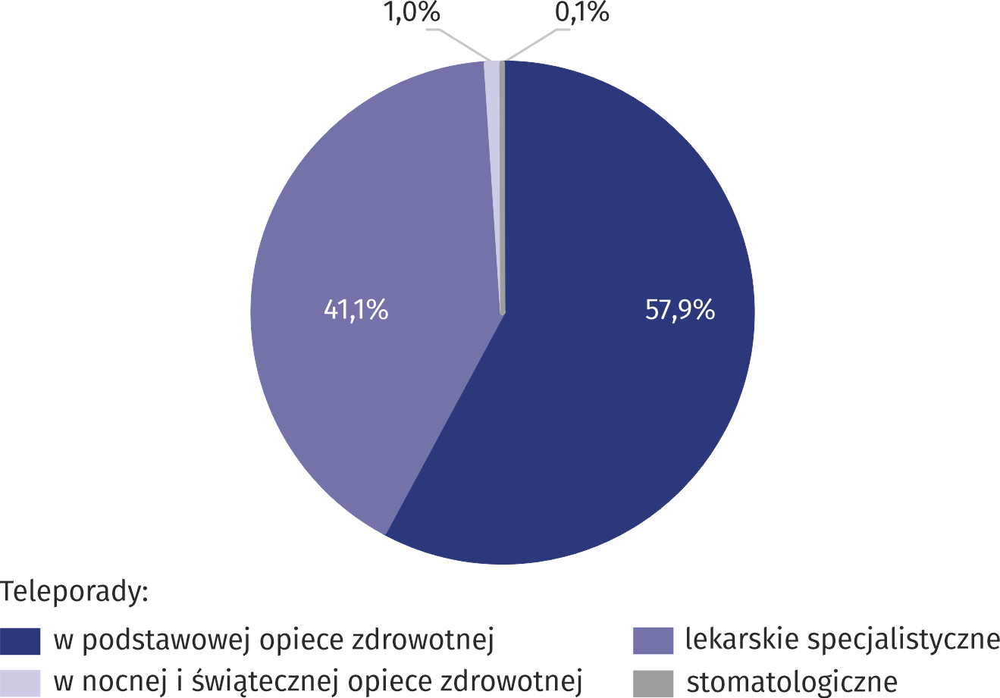 1,0%
0,1%
41,1%
57,9%
Teleporady:
w podstawowej opiece zdrowotnej
lekarskie specjalistyczne
w nocnej i świątecznej opiece zdrowotnej
stomatologiczne